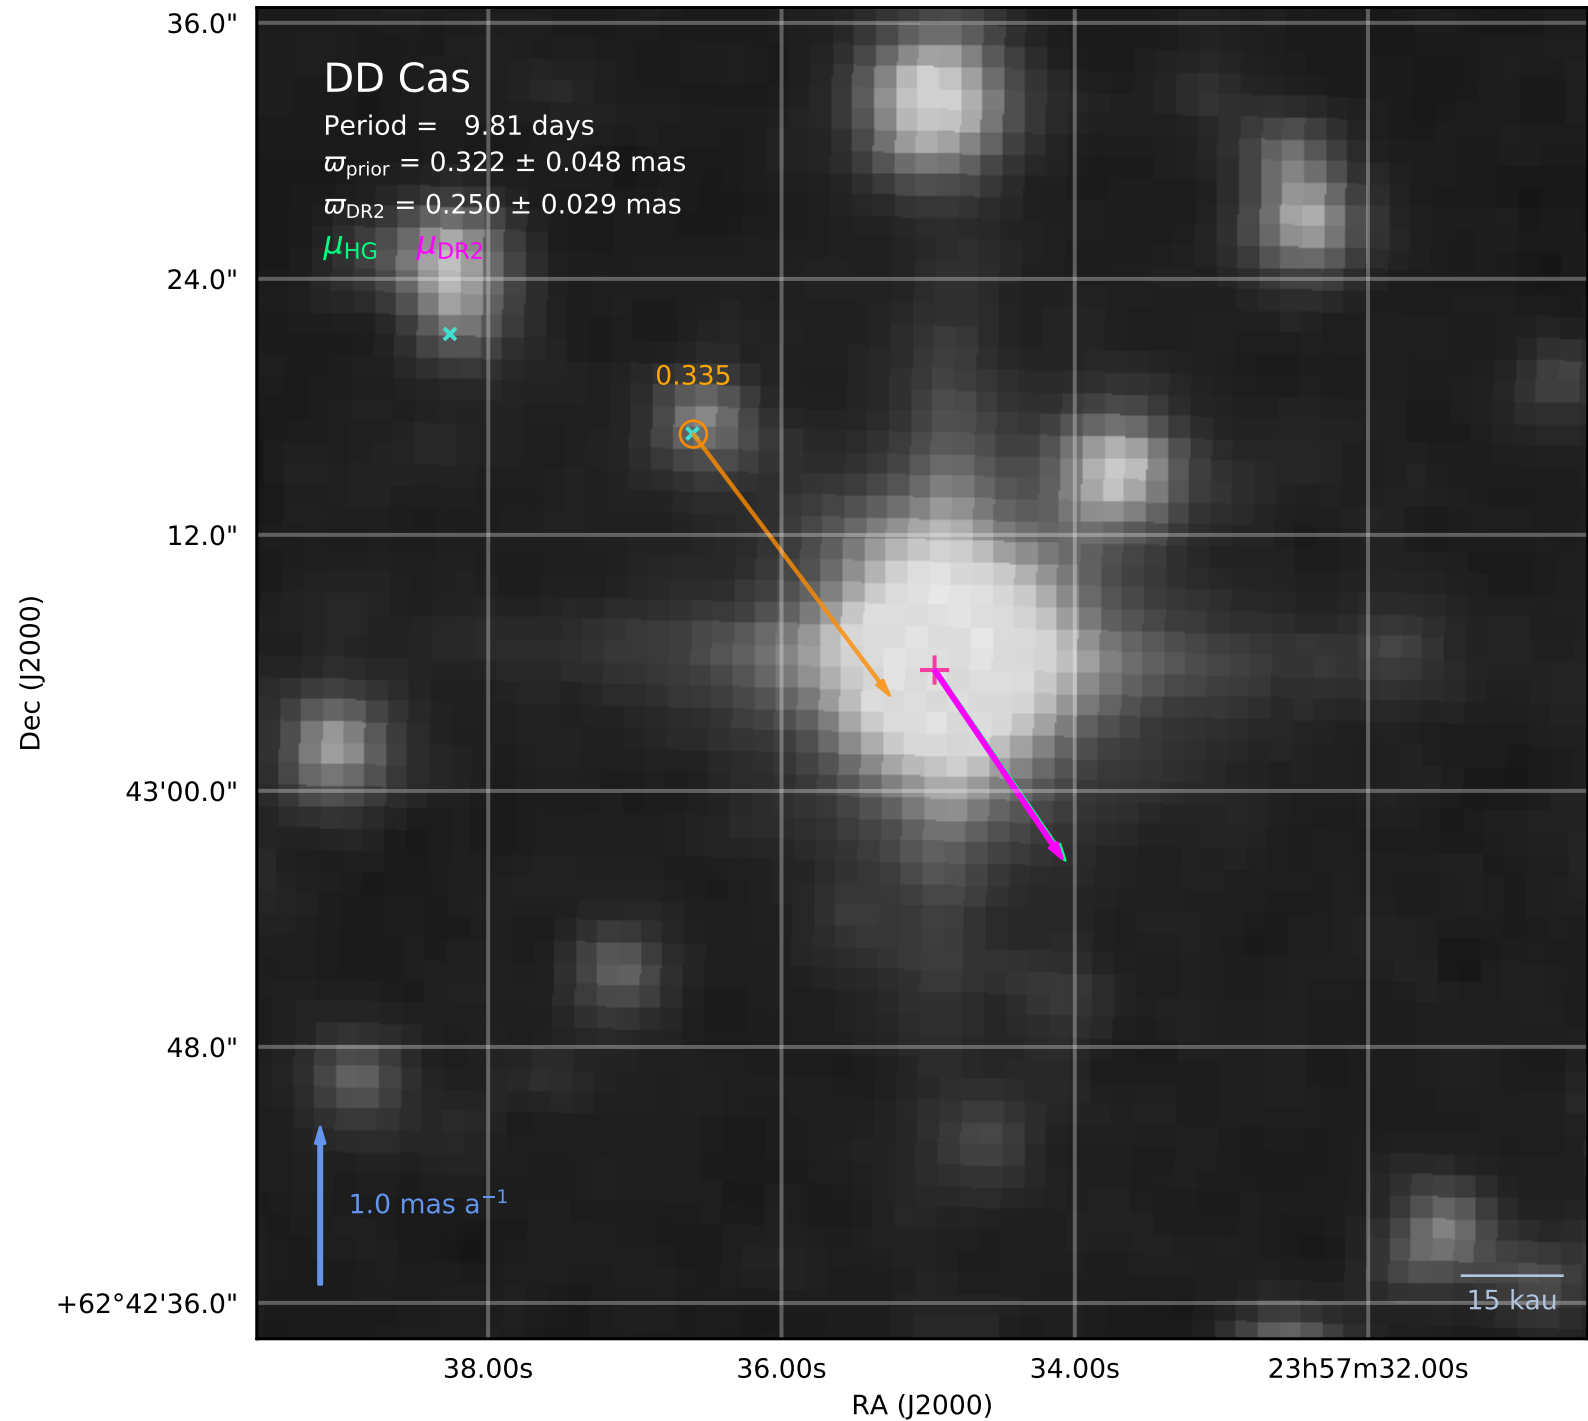 36.0"
DD Cas
Period = 9.81 days
ϖprior = 0.322 ± 0.048 mas
ϖDR2 = 0.250 ± 0.029 mas
μHG μDR2
24.0"
0.335
12.0"
Dec (J2000)
43'00.0"
48.0"
1.0 mas a⁻¹
15 kau
+62°42'36.0"
38.00s 36.00s 34.00s 23h57m32.00s
RA (J2000)